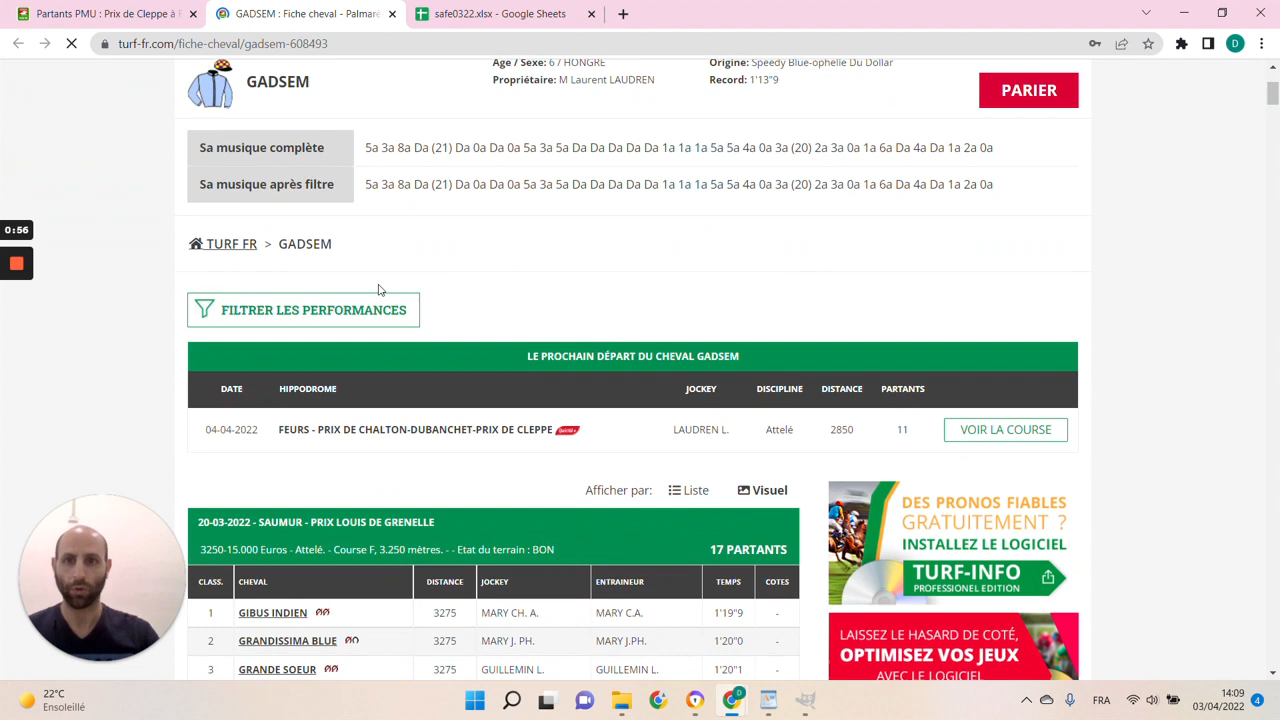 Partants PMU : Prix de Cleppe à F
GADSEM : Fiche cheval - Palmarè
safe0322.xlsx - Google Sheets
turf-fr.com/fiche-cheval/gadsem-608493
D
GADSEM
Age / Sexe: 6 / HONGRE
Origine: Speedy Blue-ophelle Du Dollar
Propriétaire: M Laurent LAUDREN
Record: 1'13"9
PARIER
Sa musique complète
5a 3a 8a Da (21) Da 0a Da 0a 5a 3a 5a Da Da Da Da Da 1a 1a 1a 5a 5a 4a 0a 3a (20) 2a 3a 0a 1a 6a Da 4a Da 1a 2a 0a
Sa musique après filtre
5a 3a 8a Da (21) Da 0a Da 0a 5a 3a 5a Da Da Da Da Da 1a 1a 1a 5a 5a 4a 0a 3a (20) 2a 3a 0a 1a 6a Da 4a Da 1a 2a 0a
0:56
TURF FR > GADSEM
FILTRER LES PERFORMANCES
LE PROCHAIN DÉPART DU CHEVAL GADSEM
DATE HIPPODROME JOCKEY DISCIPLINE DISTANCE PARTANTS
04-04-2022 FEURS - PRIX DE CHALTON-DUBANCHET-PRIX DE CLEPPE LAUDREN L. Attelé 2850 11 VOIR LA COURSE
Afficher par: Liste Visuel
20-03-2022 - SAUMUR - PRIX LOUIS DE GRENELLE
3250-15.000 Euros - Attelé. - Course F, 3.250 mètres. - - Etat du terrain : BON
17 PARTANTS
CLASS. CHEVAL DISTANCE JOCKEY ENTRAINEUR TEMPS COTES
1 GIBUS INDIEN 3275 MARY CH. A. MARY C.A. 1'19"9 -
2 GRANDISSIMA BLUE 3275 MARY J. PH. MARY J.PH. 1'20"0 -
3 GRANDE SOEUR 3275 GUILLEMIN L. GUILLEMIN L. 1'20"1 -
DES PRONOS FIABLES
GRATUITEMENT ?
INSTALLEZ LE LOGICIEL
TURF-INFO
PROFESSIONEL EDITION
LAISSEZ LE HASARD DE COTÉ,
OPTIMISEZ VOS JEUX
AVEC LE LOGICIEL
22°C
Ensoleillé
D
FRA
14:09
03/04/2022
4